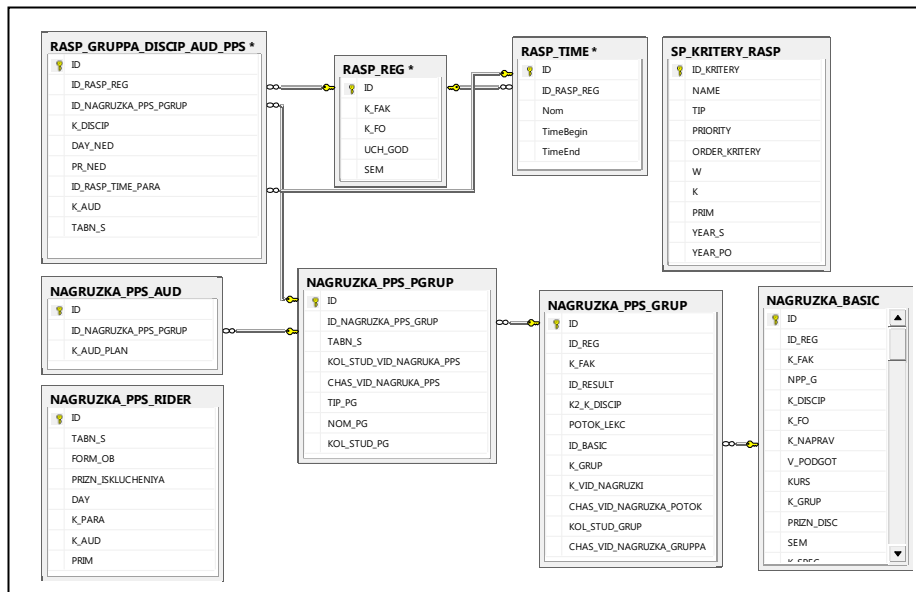 RASP_GRUPPA_DISCIP_AUD_PPS *
ID
ID_RASP_REG
ID_NAGRUZKA_PPS_PGRUP
K_DISCIP
DAY_NED
PR_NED
ID_RASP_TIME_PARA
K_AUD
TABN_S
RASP_REG *
ID
K_FAK
K_FO
UCH_GOD
SEM
RASP_TIME *
ID
ID_RASP_REG
Nom
TimeBegin
TimeEnd
SP_KRITERY_RASP
ID_KRITERY
NAME
TIP
PRIORITY
ORDER_KRITERY
W
K
PRIM
YEAR_S
YEAR_PO
NAGRUZKA_PPS_AUD
ID
ID_NAGRUZKA_PPS_PGRUP
K_AUD_PLAN
NAGRUZKA_PPS_RIDER
ID
TABN_S
FORM_OB
PRIZN_ISKLUCHENIYA
DAY
K_PARA
K_AUD
PRIM
NAGRUZKA_PPS_PGRUP
ID
ID_NAGRUZKA_PPS_GRUP
TABN_S
KOL_STUD_VID_NAGRUKA_PPS
CHAS_VID_NAGRUKA_PPS
TIP_PG
NOM_PG
KOL_STUD_PG
NAGRUZKA_PPS_GRUP
ID
ID_REG
K_FAK
ID_RESULT
K2_K_DISCIP
POTOK_LEKC
ID_BASIC
K_GRUP
K_VID_NAGRUZKI
CHAS_VID_NAGRUZKA_POTOK
KOL_STUD_GRUP
CHAS_VID_NAGRUZKA_GRUPPA
NAGRUZKA_BASIC
ID
ID_REG
K_FAK
NPP_G
K_DISCIP
K_FO
K_NAPRAV
V_PODGOT
KURS
K_GRUP
PRIZN_DISC
SEM